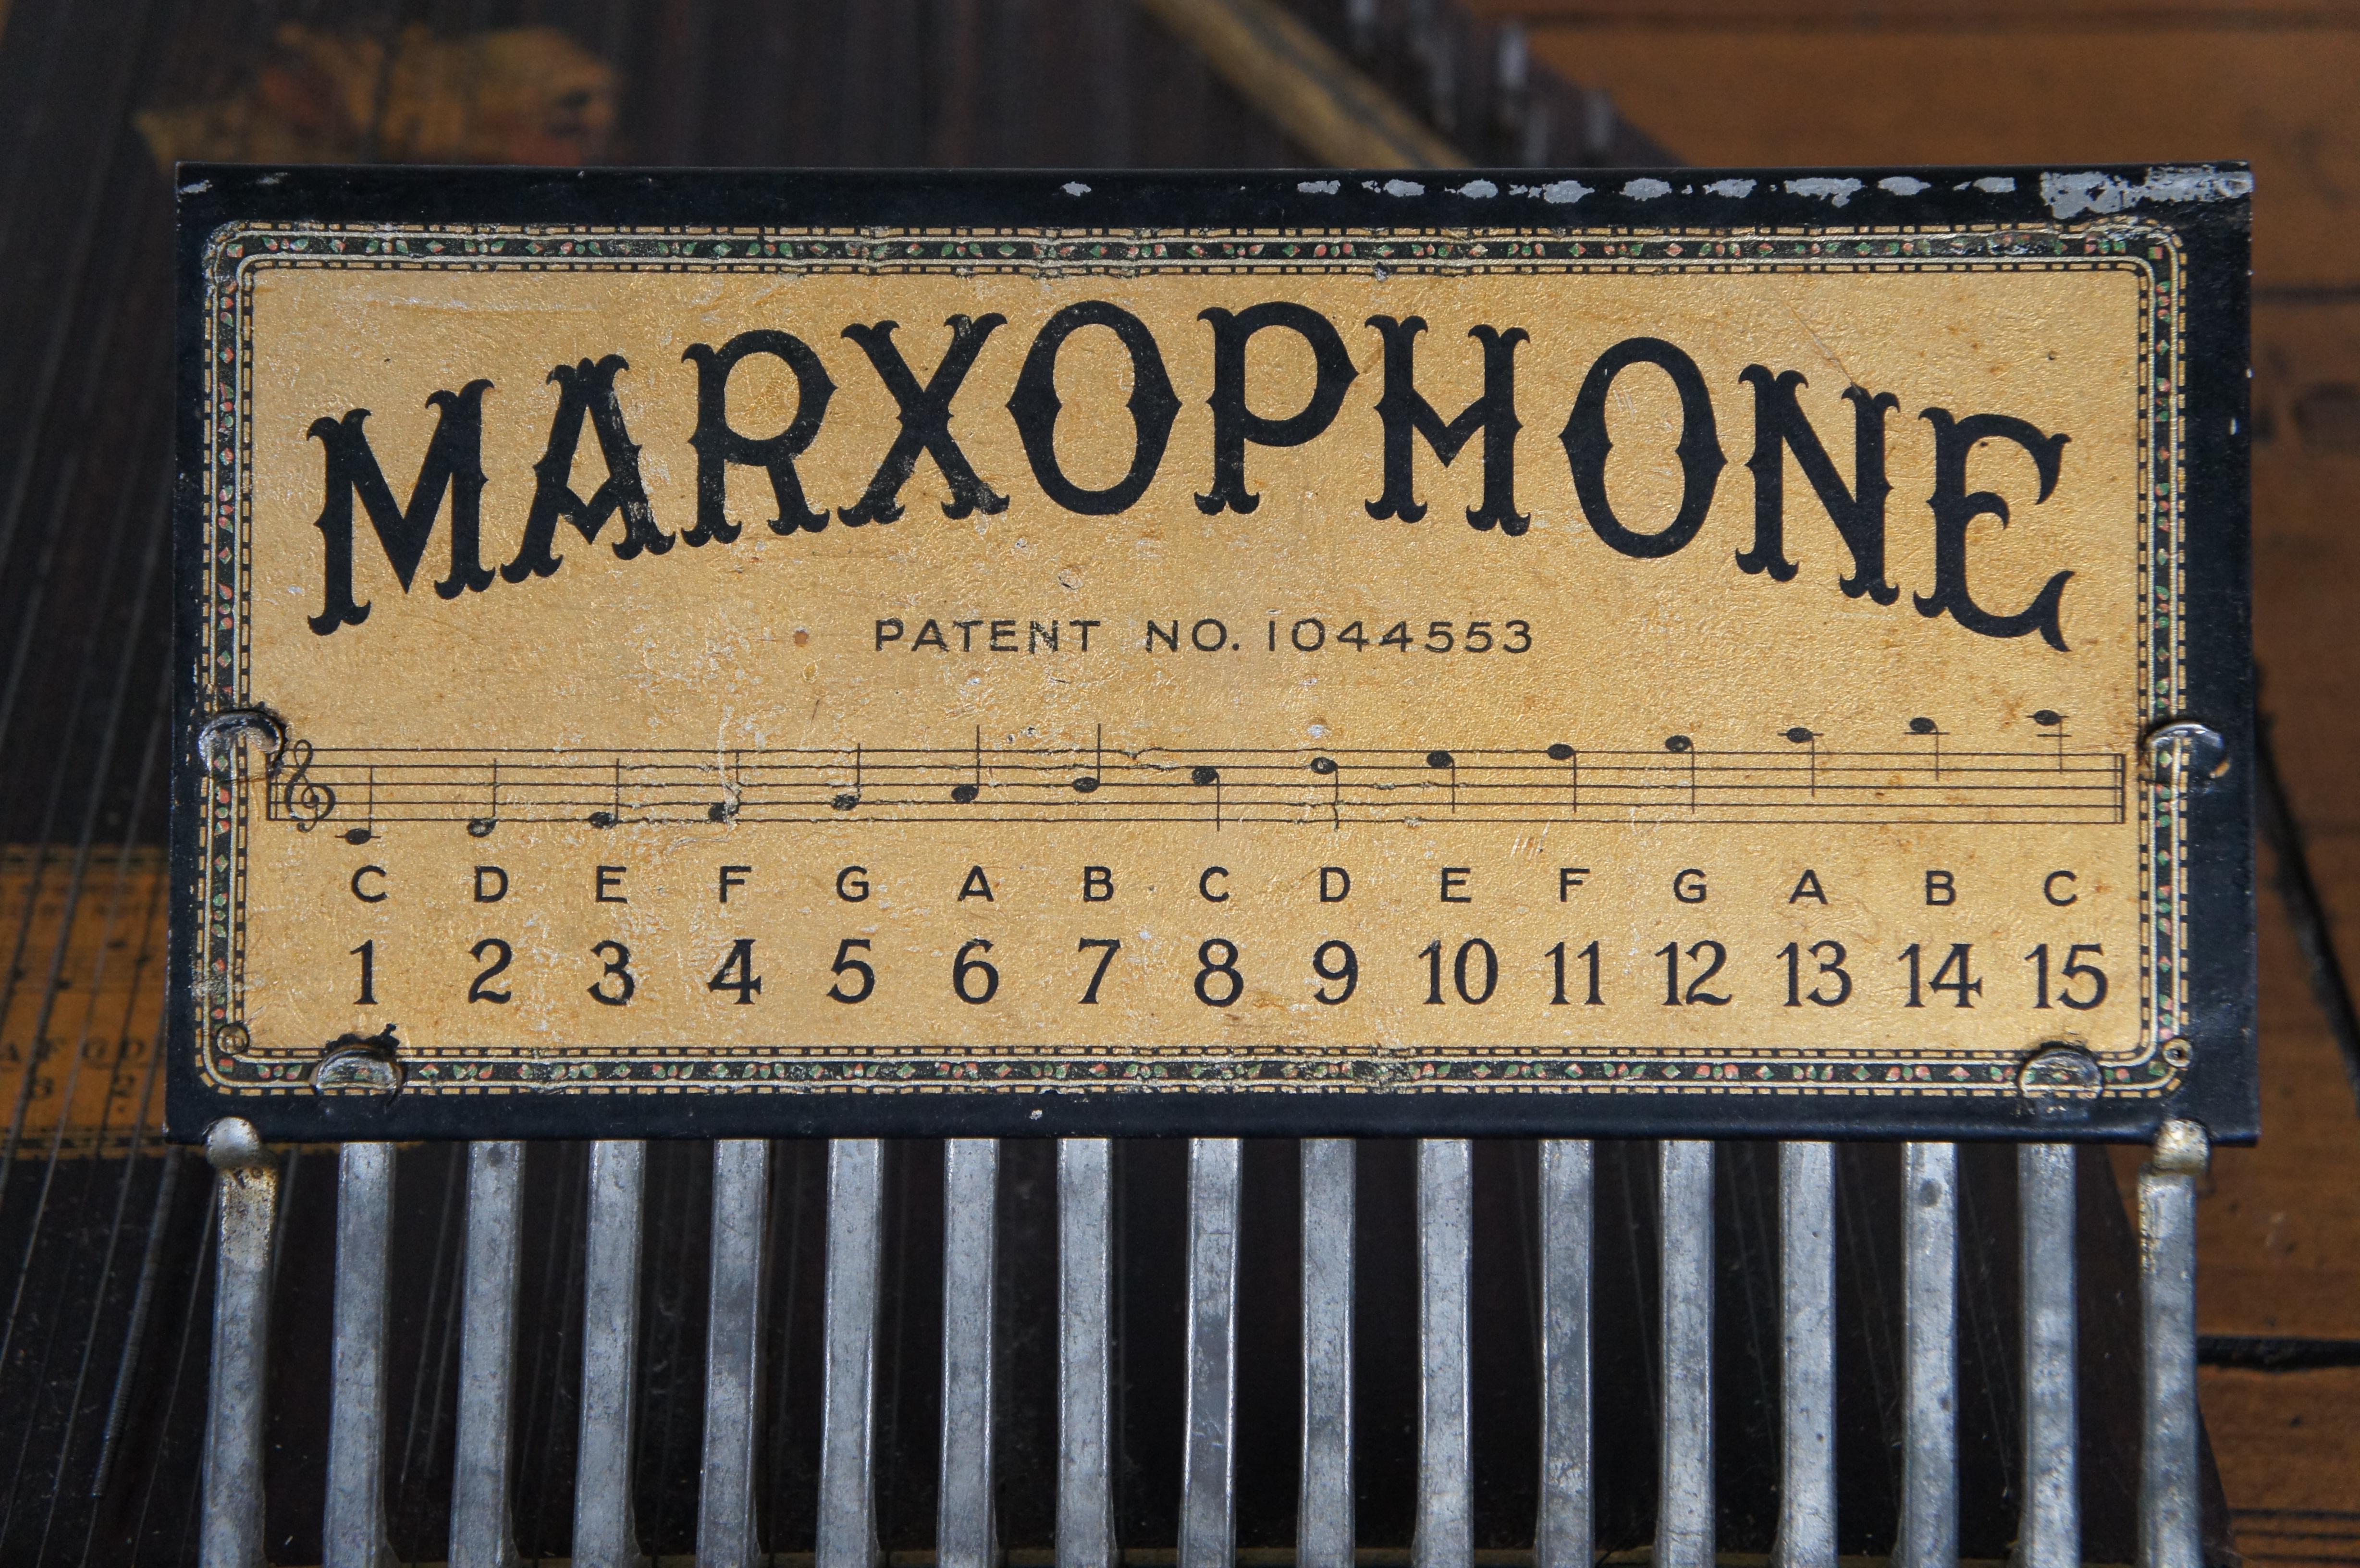 MARXOPHONE
PATENT NO. 1044553
C D E F G A B C D E F G A B C
1 2 3 4 5 6 7 8 9 10 11 12 13 14 15